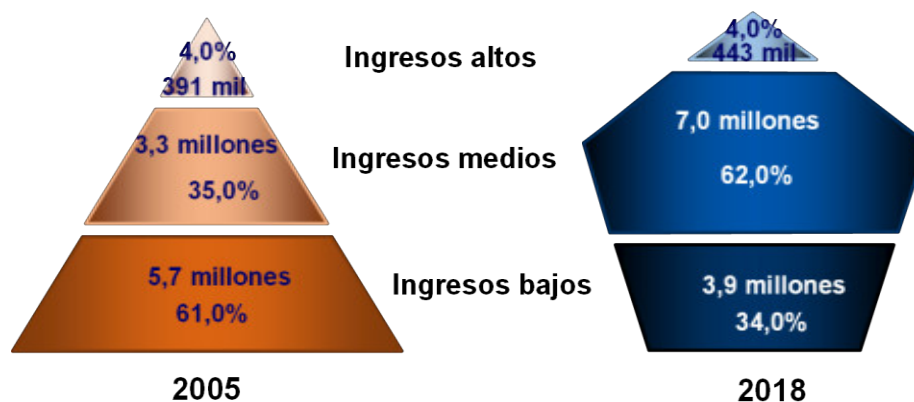 4,0%
391 mil
Ingresos altos
4,0%
443 mil
3,3 millones
35,0%
Ingresos medios
7,0 millones
62,0%
5,7 millones
61,0%
Ingresos bajos
3,9 millones
34,0%
2005
2018